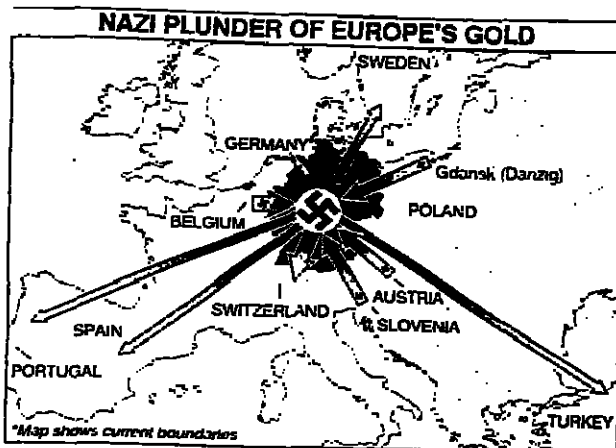 NAZI PLUNDER OF EUROPE'S GOLD
SWEDEN
GERMANY
Gdansk (Danzig)
BELGIUM
POLAND
SWITZERLAND
AUSTRIA
SLOVENIA
SPAIN
PORTUGAL
TURKEY
*Map shows current boundaries